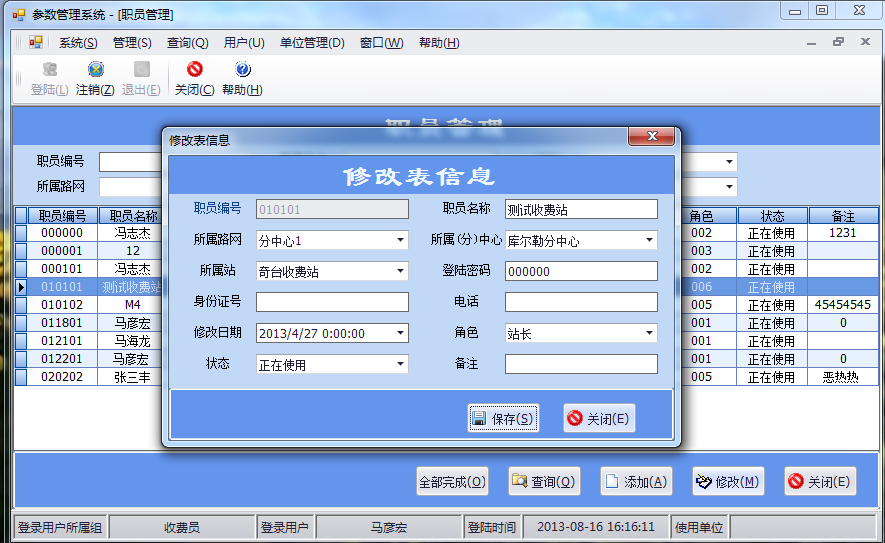 参数管理系统 - [职员管理]
系统(S) 管理(S) 查询(Q) 用户(U) 单位管理(D) 窗口(W) 帮助(H)
登陆(L) 注销(Z) 退出(E) 关闭(C) 帮助(H)
职员管理
职员编号
所属路网
职员编号 职员名称 角色 状态 备注
000000 冯志杰 002 正在使用 1231
000001 12 003 正在使用
000101 冯志杰 002 正在使用
010101 测试收费站 006 正在使用
010102 M4 005 正在使用 45454545
011801 马彦宏 001 正在使用 0
012101 马海龙 001 正在使用
012201 马彦宏 001 正在使用 0
020202 张三丰 005 正在使用 恶热热
修改表信息
修改表信息
职员编号 010101 职员名称 测试收费站
所属路网 分中心1 所属(分)中心 库尔勒分中心
所属站 奇台收费站 登陆密码 000000
身份证号 电话
修改日期 2013/4/27 0:00:00 角色 站长
状态 正在使用 备注
保存(S) 关闭(E)
全部完成(O) 查询(Q) 添加(A) 修改(M) 关闭(E)
登录用户所属组 收费员 登录用户 马彦宏 登陆时间 2013-08-16 16:16:11 使用单位